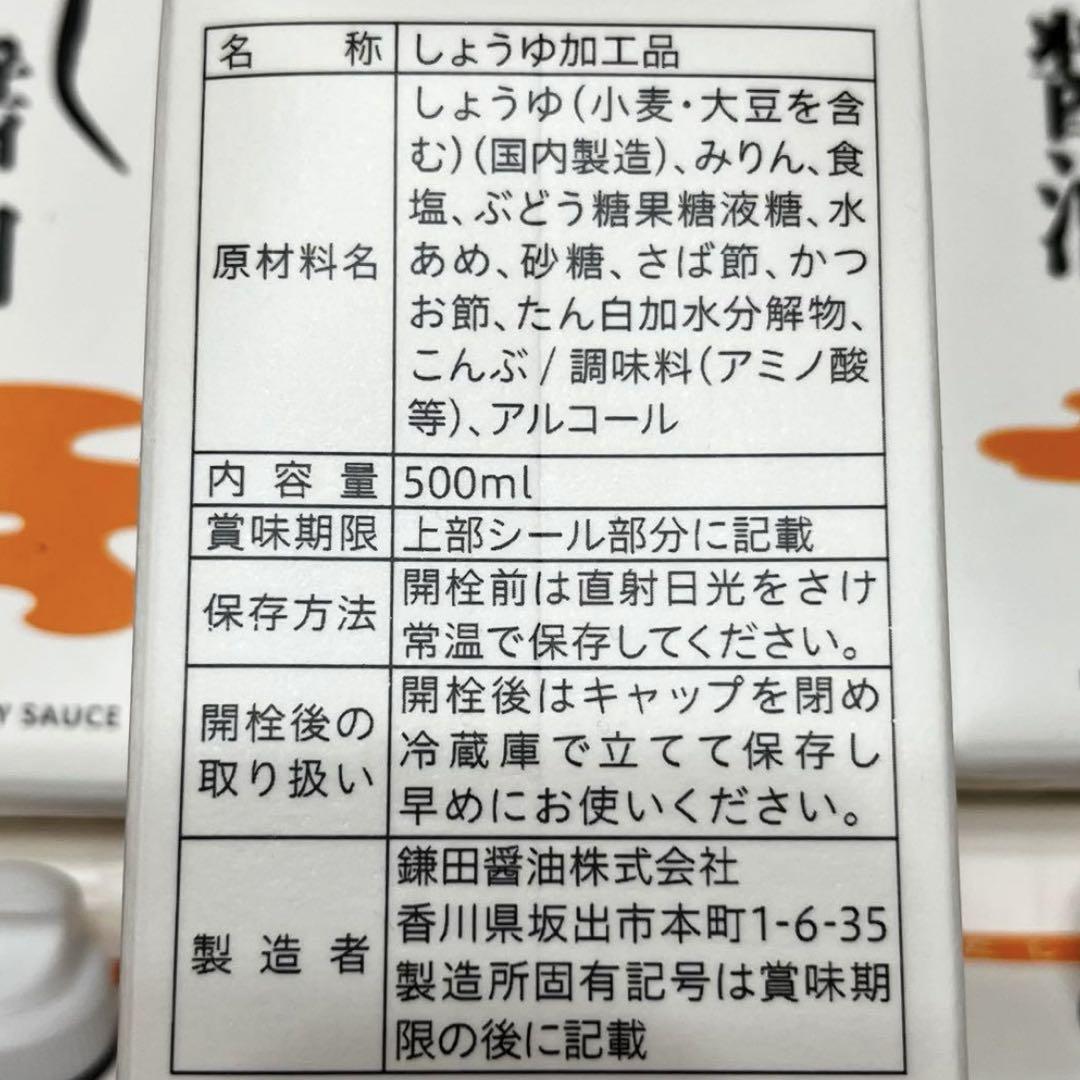 名称 しょうゆ加工品
原材料名
しょうゆ(小麦・大豆を含
む)(国内製造)、みりん、食
塩、ぶどう糖果糖液糖、水
あめ、砂糖、さば節、かつ
お節、たん白加水分解物、
こんぶ / 調味料(アミノ酸
等)、アルコール
内容量 500ml
賞味期限 上部シール部分に記載
保存方法
開栓前は直射日光をさけ
常温で保存してください。
開栓後の
取り扱い
開栓後はキャップを閉め
冷蔵庫で立てて保存し
早めにお使いください。
製造者
鎌田醤油株式会社
香川県坂出市本町1-6-35
製造所固有記号は賞味期
限の後に記載
Y SAUCE
醤油